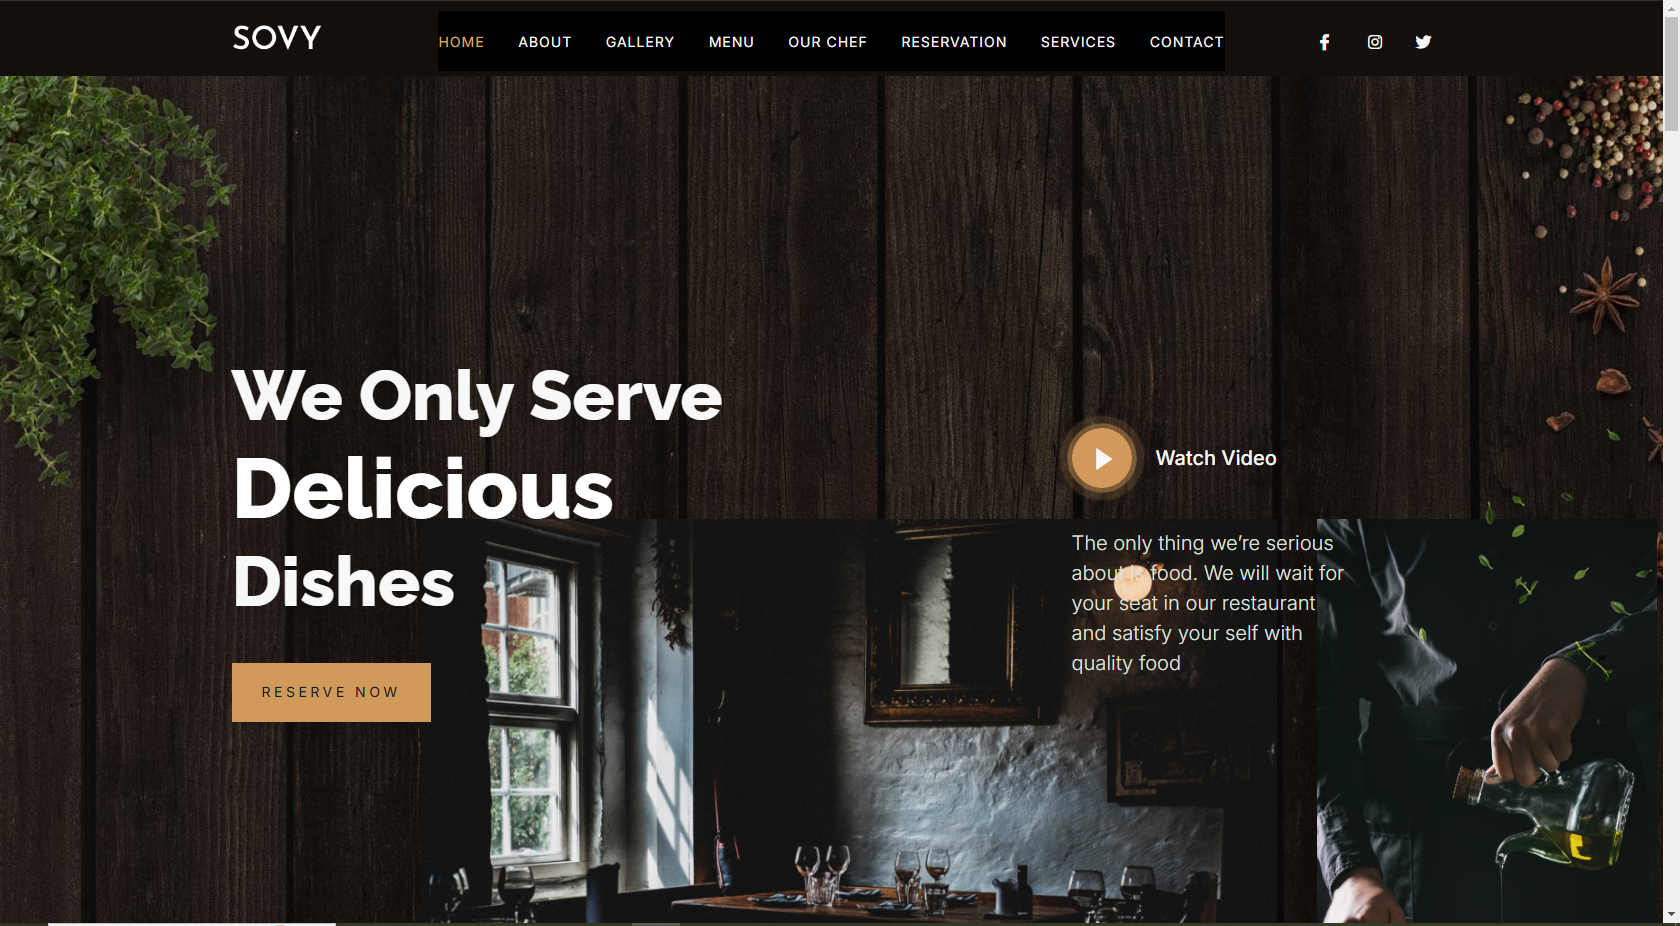 SOVY
HOME ABOUT GALLERY MENU OUR CHEF RESERVATION SERVICES CONTACT
We Only Serve
Delicious
Dishes
RESERVE NOW
Watch Video
The only thing we’re serious
about is food. We will wait for
your seat in our restaurant
and satisfy your self with
quality food